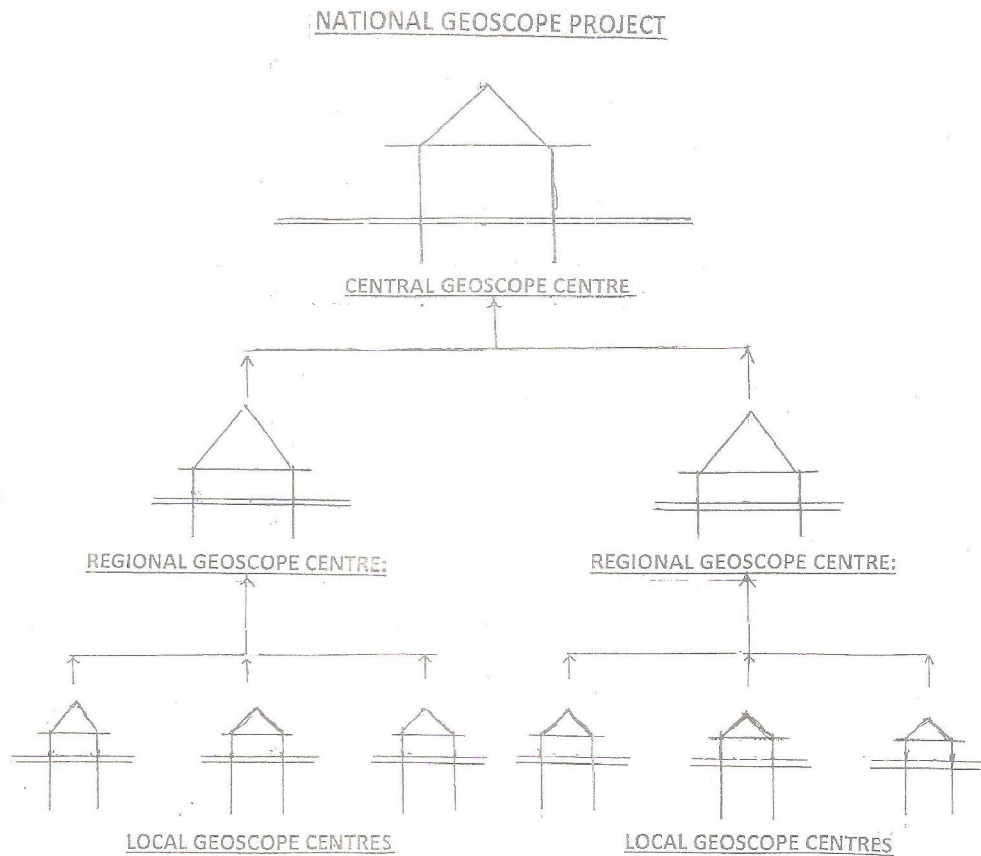 NATIONAL GEOSCOPE PROJECT
CENTRAL GEOSCOPE CENTRE
REGIONAL GEOSCOPE CENTRE: REGIONAL GEOSCOPE CENTRE:
LOCAL GEOSCOPE CENTRES LOCAL GEOSCOPE CENTRES